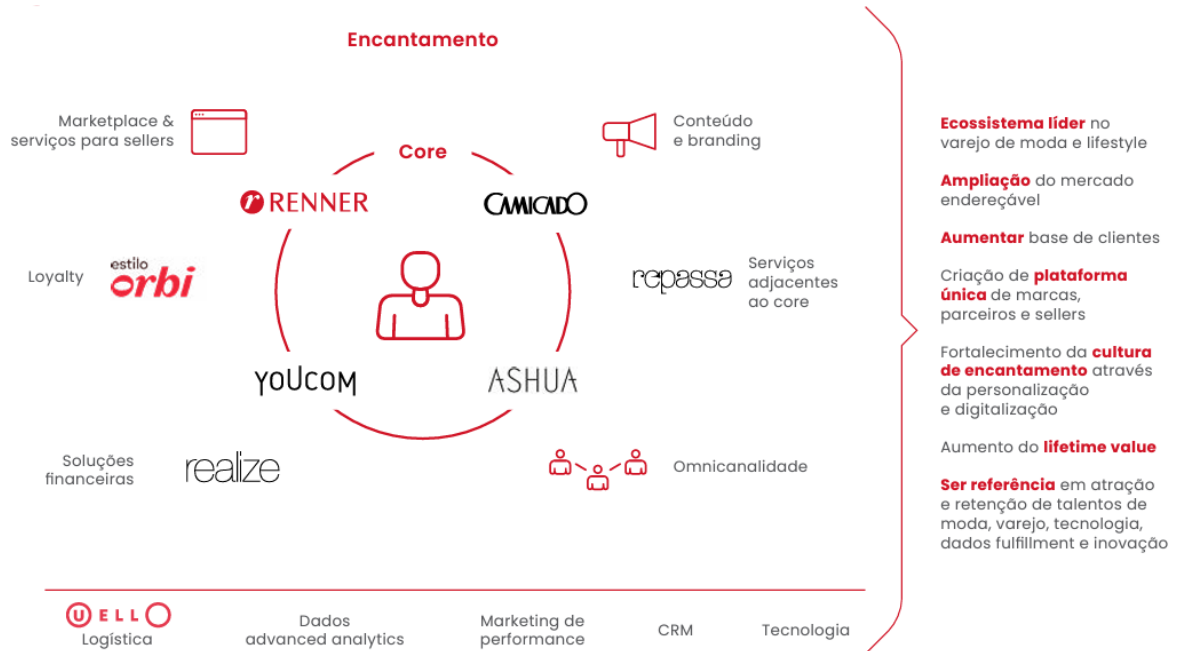 Encantamento
Marketplace &
serviços para sellers
Conteúdo
e branding
Core
RENNER
CAMICADO
Loyalty
estilo
orbi
repassa
Serviços
adjacentes
ao core
YOUCOM
ASHUA
Soluções
financeiras
realize
Omnicanalidade
UELLO
Logística
Dados
advanced analytics
Marketing de
performance
CRM
Tecnologia
Ecossistema líder no
varejo de moda e lifestyle
Ampliação do mercado
endereçável
Aumentar base de clientes
Criação de plataforma
única de marcas,
parceiros e sellers
Fortalecimento da cultura
de encantamento através
da personalização
e digitalização
Aumento do lifetime value
Ser referência em atração
e retenção de talentos de
moda, varejo, tecnologia,
dados fulfillment e inovação